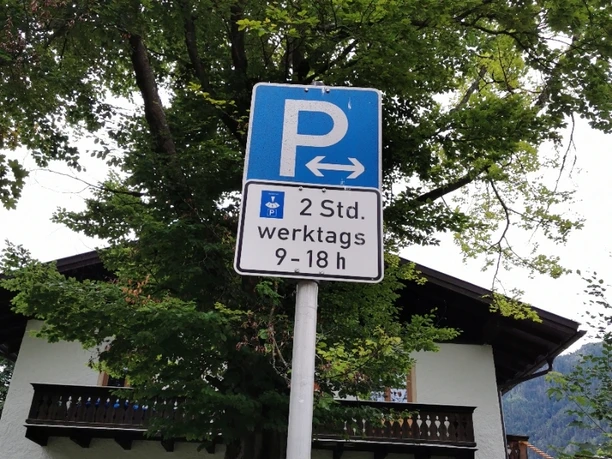 P
P 2 Std.
werktags
9-18 h